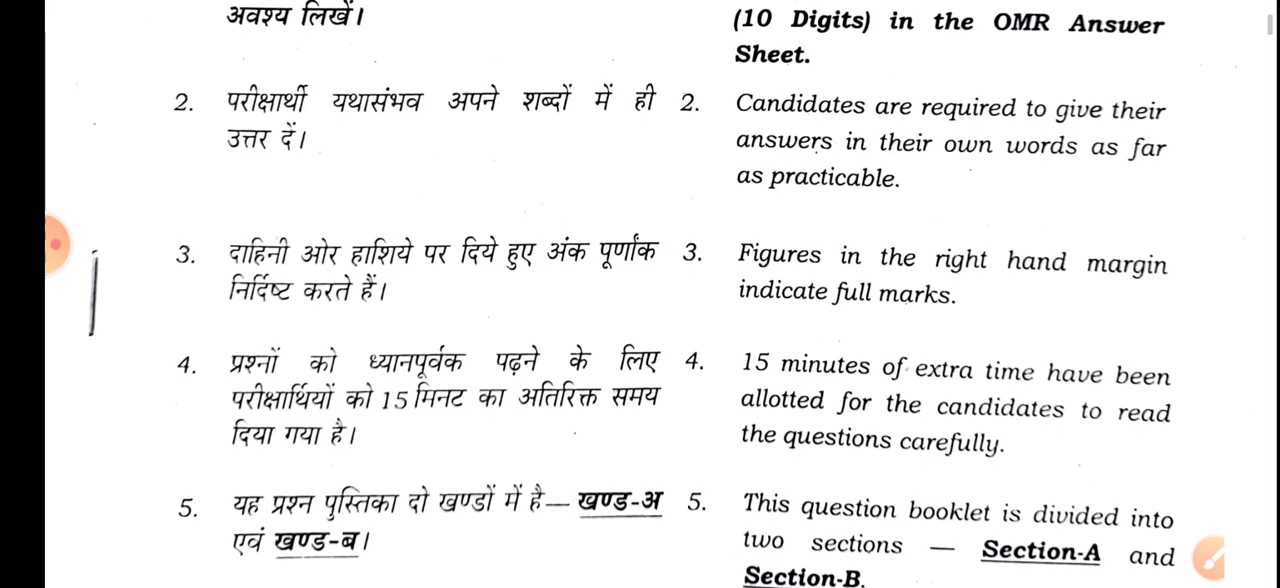 अवश्य लिखें।
2. परीक्षार्थी यथासंभव अपने शब्दों में ही
उत्तर दें।
3. दाहिनी ओर हाशिये पर दिये हुए अंक पूर्णांक
निर्दिष्ट करते हैं।
4. प्रश्नों को ध्यानपूर्वक पढ़ने के लिए
परीक्षार्थियों को 15 मिनट का अतिरिक्त समय
दिया गया है।
5. यह प्रश्न पुस्तिका दो खण्डों में है— खण्ड-अ
एवं खण्ड-ब।
(10 Digits) in the OMR Answer
Sheet.
2. Candidates are required to give their
answers in their own words as far
as practicable.
3. Figures in the right hand margin
indicate full marks.
4. 15 minutes of extra time have been
allotted for the candidates to read
the questions carefully.
5. This question booklet is divided into
two sections — Section-A and
Section-B.